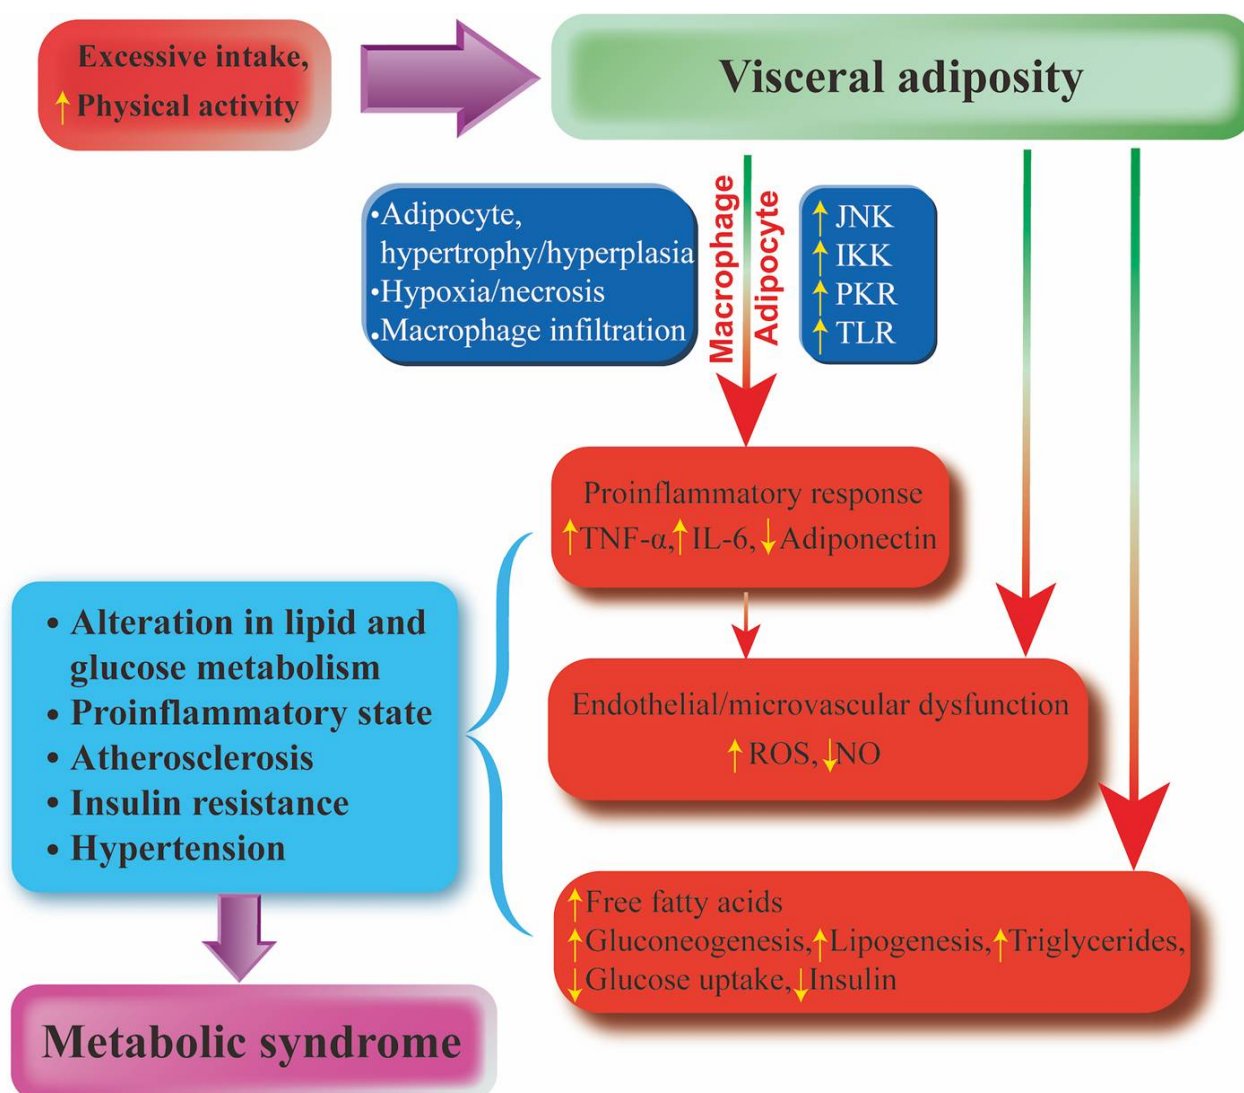 Excessive intake,
↑ Physical activity
Visceral adiposity
•Adipocyte,
hypertrophy/hyperplasia
•Hypoxia/necrosis
•Macrophage infiltration
Macrophage
Adipocyte
↑ JNK
↑ IKK
↑ PKR
↑ TLR
Proinflammatory response
↑TNF-α,↑IL-6,↓Adiponectin
Endothelial/microvascular dysfunction
↑ ROS,↓NO
↑Free fatty acids
↑Gluconeogenesis,↑Lipogenesis,↑Triglycerides,
↓Glucose uptake,↓Insulin
• Alteration in lipid and
glucose metabolism
• Proinflammatory state
• Atherosclerosis
• Insulin resistance
• Hypertension
Metabolic syndrome